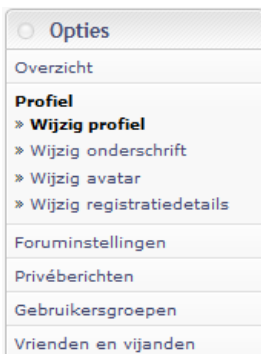 Opties
Overzicht
Profiel
» Wijzig profiel
» Wijzig onderschrift
» Wijzig avatar
» Wijzig registratiedetails
Foruminstellingen
Privéberichten
Gebruikersgroepen
Vrienden en vijanden